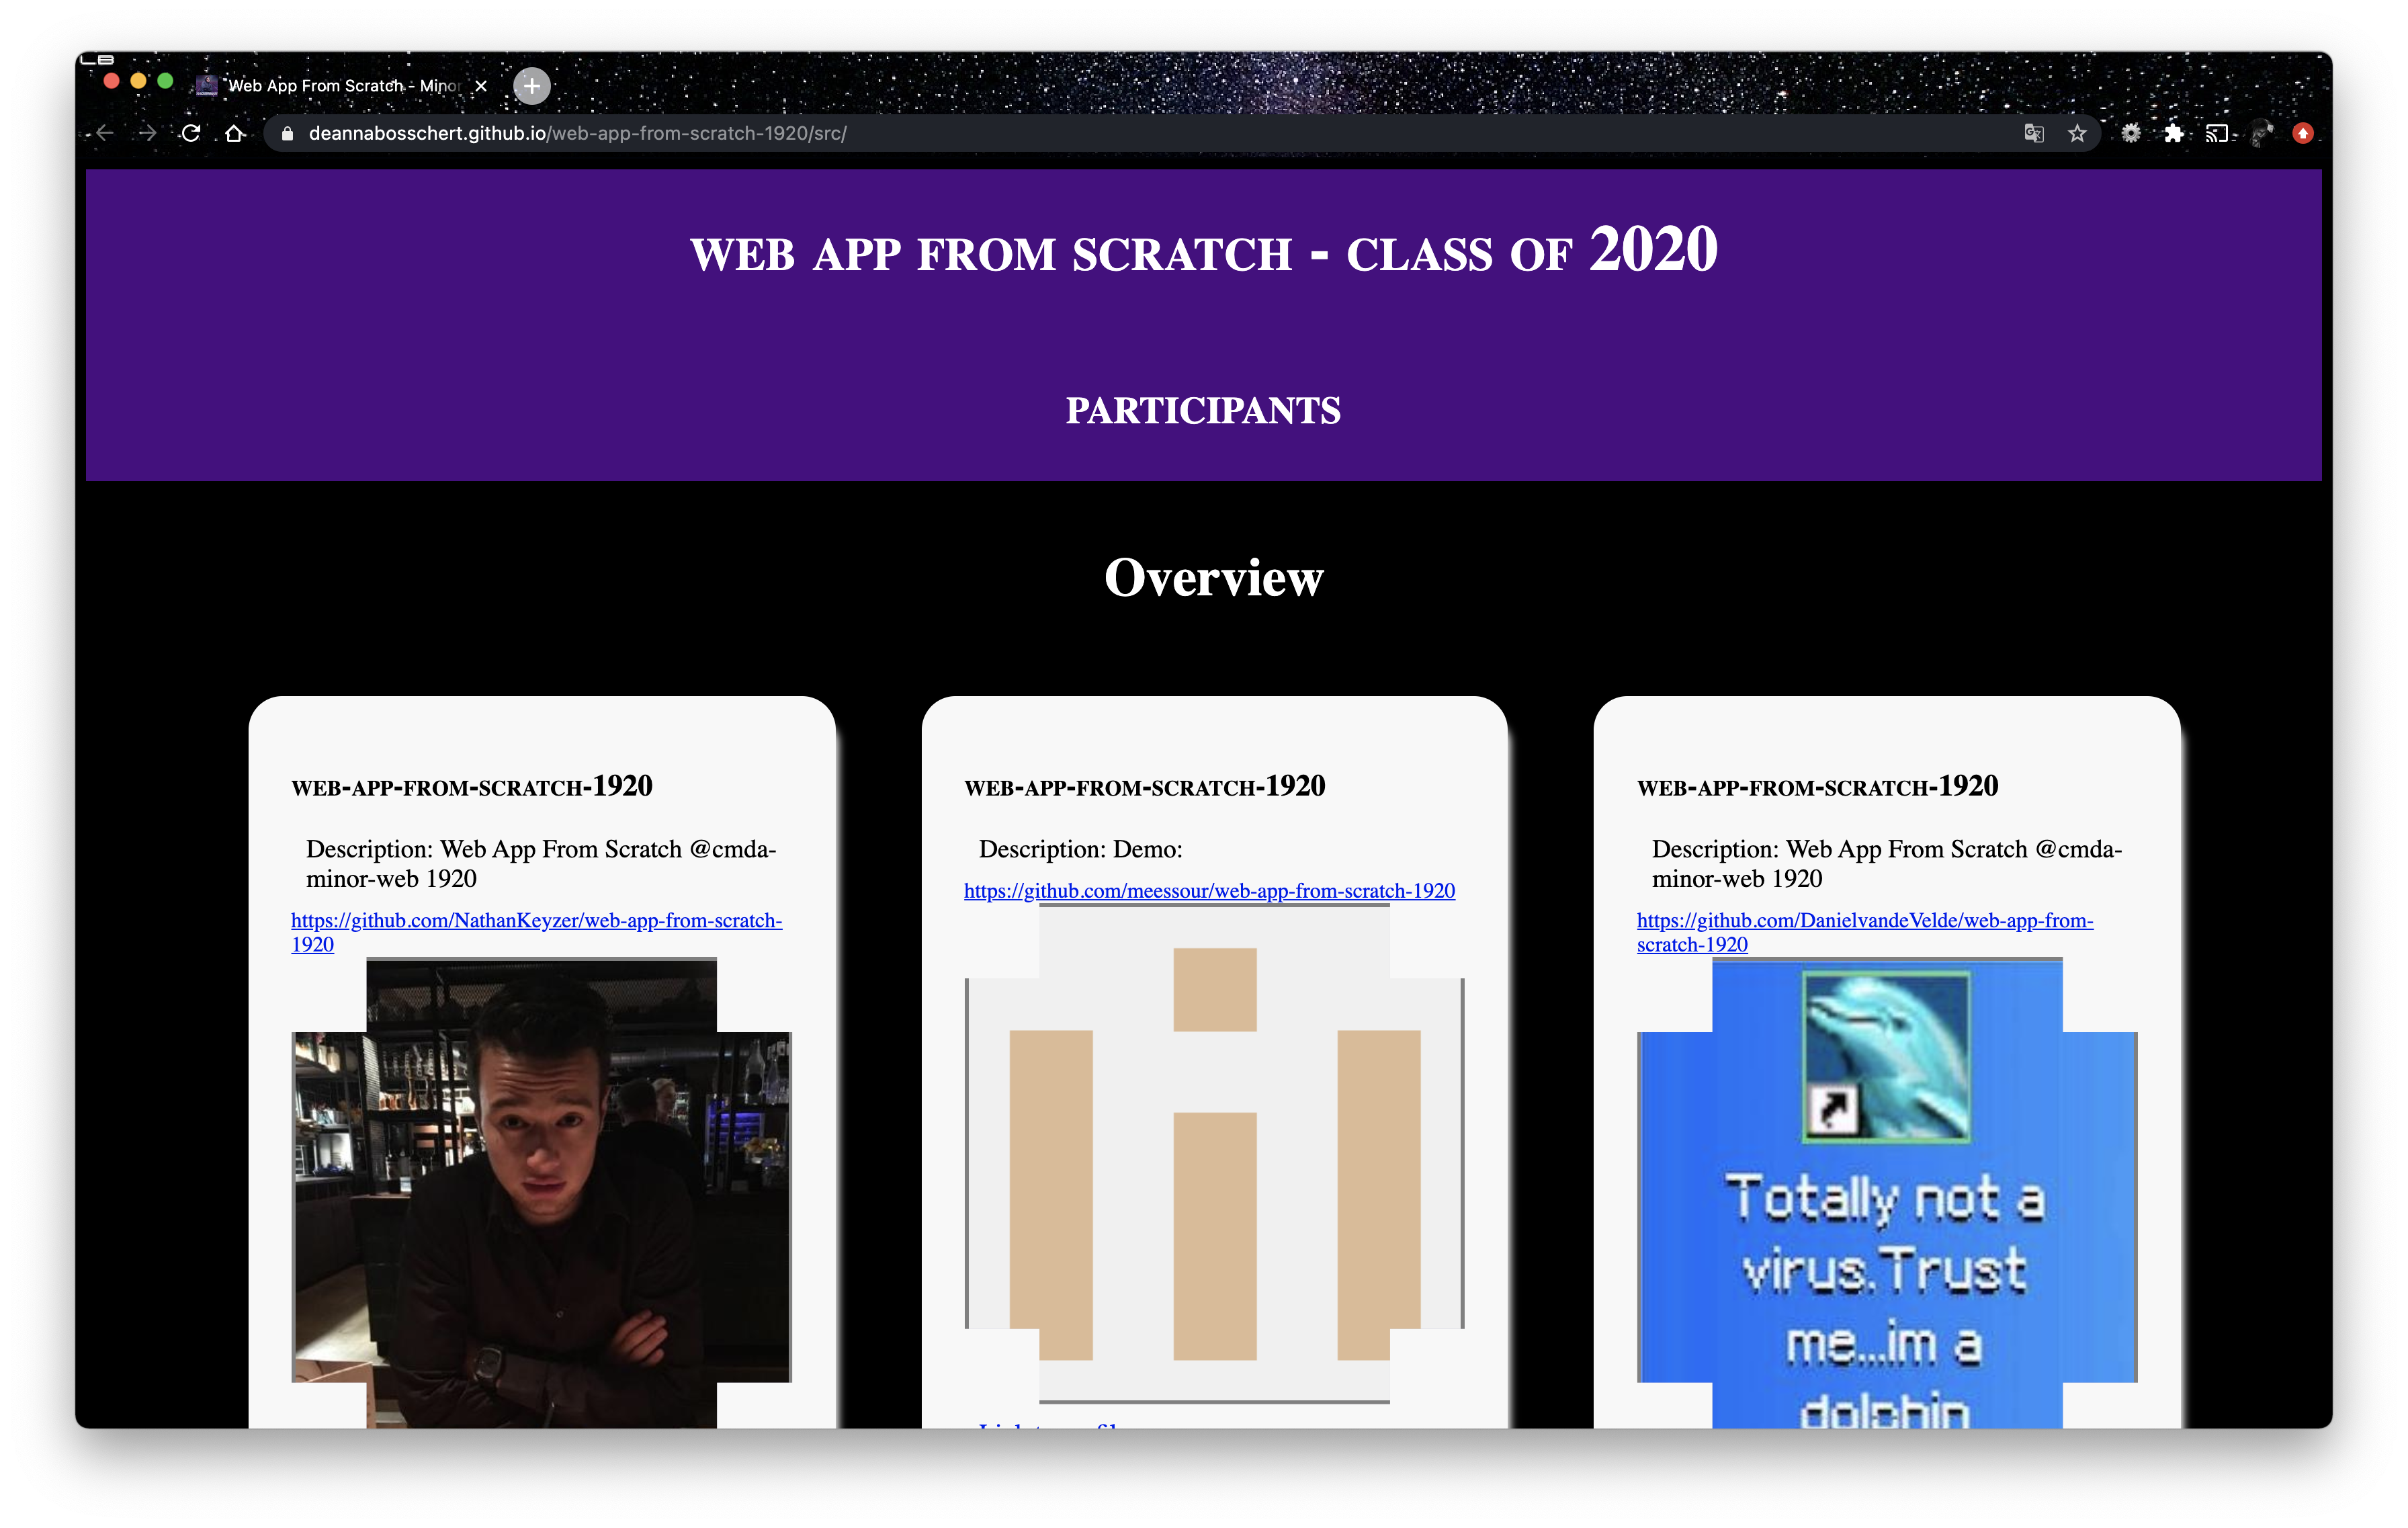 Web App From Scratch - Minor
deannabosschert.github.io/web-app-from-scratch-1920/src/
WEB APP FROM SCRATCH - CLASS OF 2020
PARTICIPANTS
Overview
WEB-APP-FROM-SCRATCH-1920
Description: Web App From Scratch @cmda-
minor-web 1920
https://github.com/NathanKeyzer/web-app-from-scratch-
1920
WEB-APP-FROM-SCRATCH-1920
Description: Demo:
https://github.com/meessour/web-app-from-scratch-1920
WEB-APP-FROM-SCRATCH-1920
Description: Web App From Scratch @cmda-
minor-web 1920
https://github.com/DanielvandeVelde/web-app-from-
scratch-1920
Totally not a
virus.Trust
me...im a
dolphin